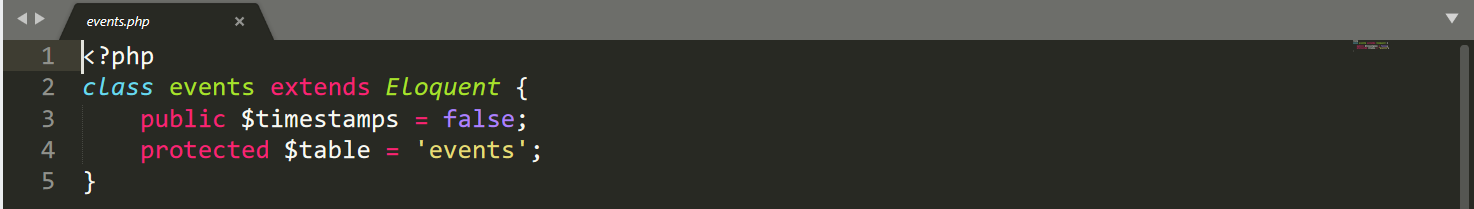 events.php ×
1 <?php
2 class events extends Eloquent {
3     public $timestamps = false;
4     protected $table = 'events';
5 }